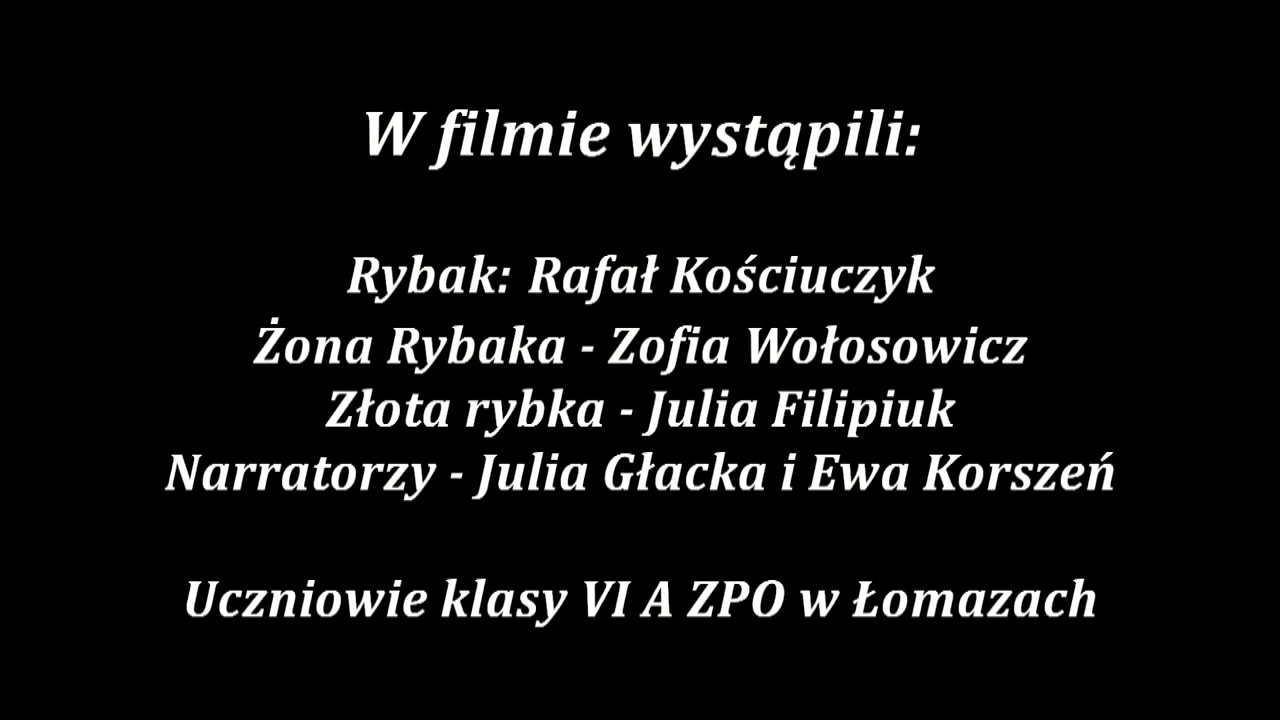 W filmie wystąpili:
Rybak: Rafał Kościuczyk
Żona Rybaka - Zofia Wołosowicz
Złota rybka - Julia Filipiuk
Narratorzy - Julia Głacka i Ewa Korszeń
Uczniowie klasy VI A ZPO w Łomazach